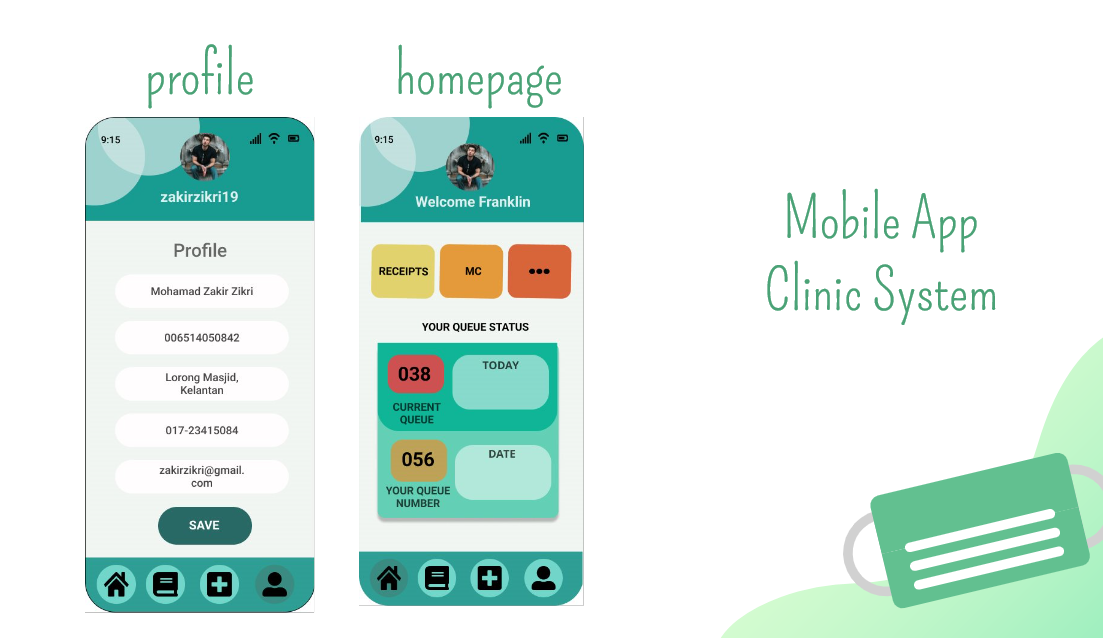 profile
homepage
9:15
zakirzikri19
Profile
Mohamad Zakir Zikri
006514050842
Lorong Masjid,
Kelantan
017-23415084
zakirzikri@gmail.
com
SAVE
9:15
Welcome Franklin
RECEIPTS
MC
YOUR QUEUE STATUS
038
TODAY
CURRENT
QUEUE
056
DATE
YOUR QUEUE
NUMBER
Mobile App
Clinic System